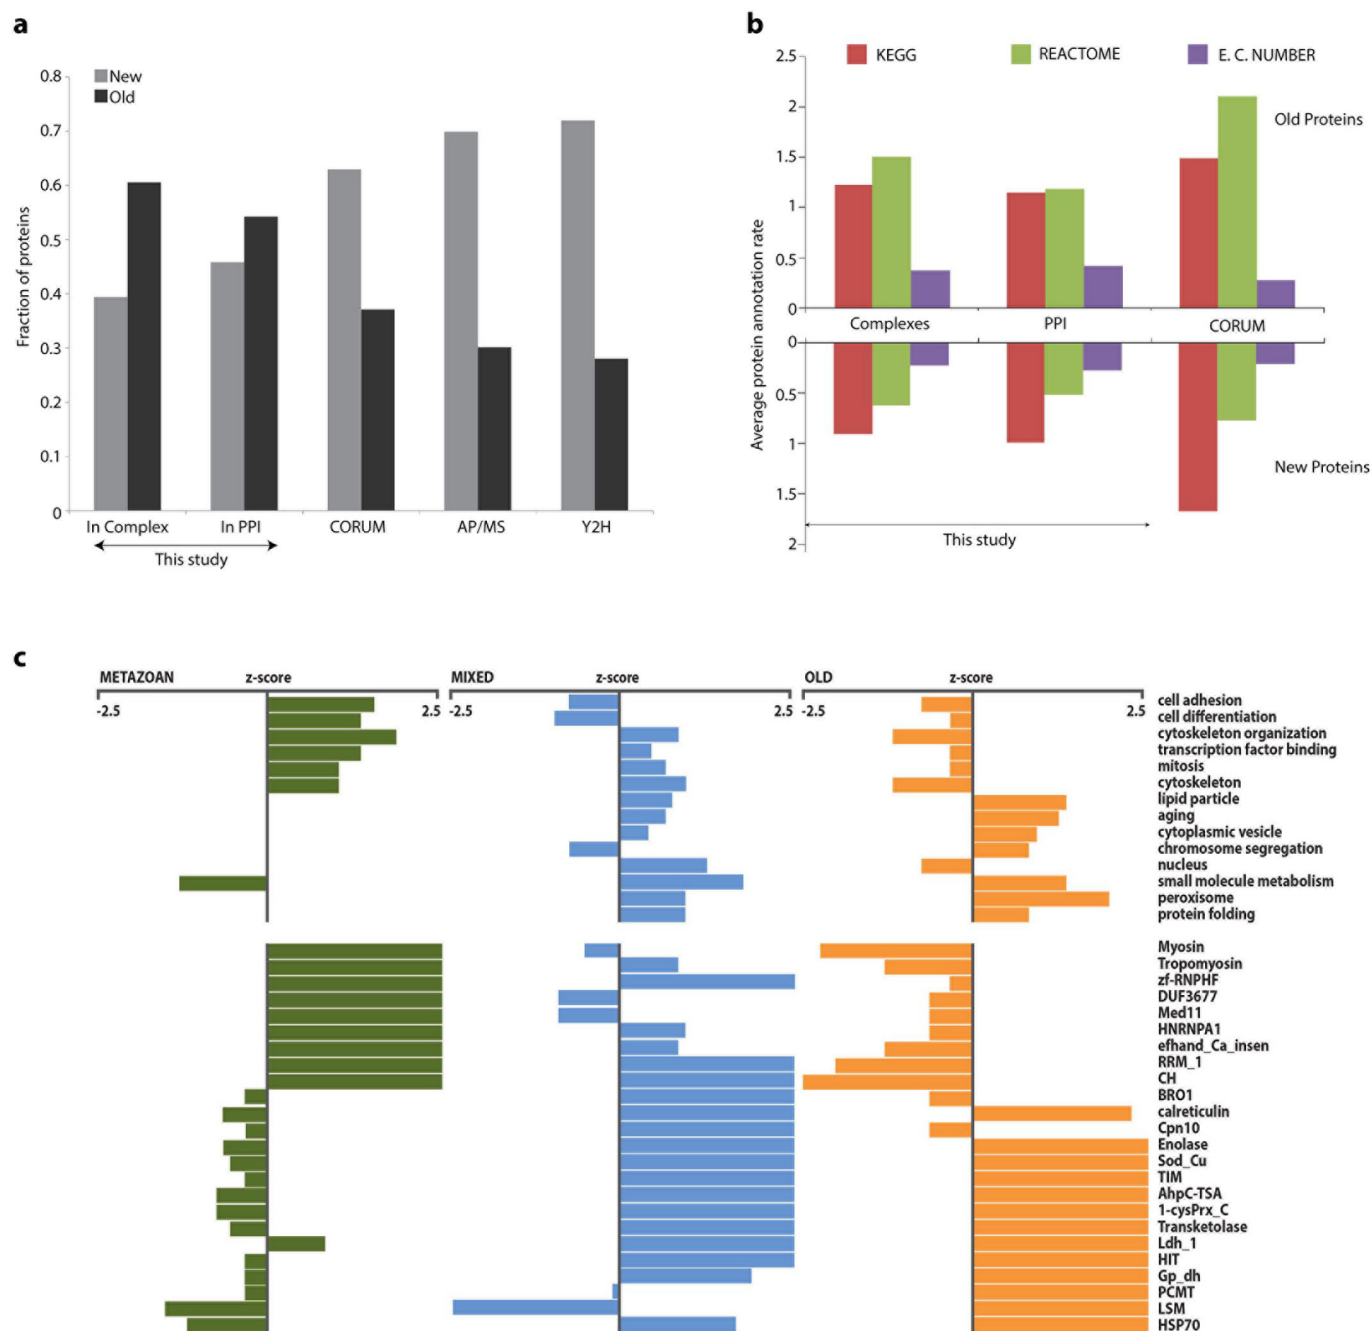 a
New
Old
0.8
0.7
0.6
0.5
0.4
0.3
0.2
0.1
0
Fraction of proteins
In Complex
In PPI
CORUM
AP/MS
Y2H
This study
b
KEGG
REACTOME
E. C. NUMBER
2.5
2
1.5
1
0.5
0
Old Proteins
Complexes
PPI
CORUM
0
0.5
1
1.5
2
Average protein annotation rate
New Proteins
This study
c
METAZOAN z-score
-2.5 2.5
MIXED z-score
-2.5 2.5
OLD z-score
-2.5 2.5
cell adhesion
cell differentiation
cytoskeleton organization
transcription factor binding
mitosis
cytoskeleton
lipid particle
aging
cytoplasmic vesicle
chromosome segregation
nucleus
small molecule metabolism
peroxisome
protein folding
Myosin
Tropomyosin
zf-RNPHF
DUF3677
Med11
HNRNPA1
efhand_Ca_insen
RRM_1
CH
BRO1
calreticulin
Cpn10
Enolase
Sod_Cu
TIM
AhpC-TSA
1-cysPrx_C
Transketolase
Ldh_1
HIT
Gp_dh
PCMT
LSM
HSP70